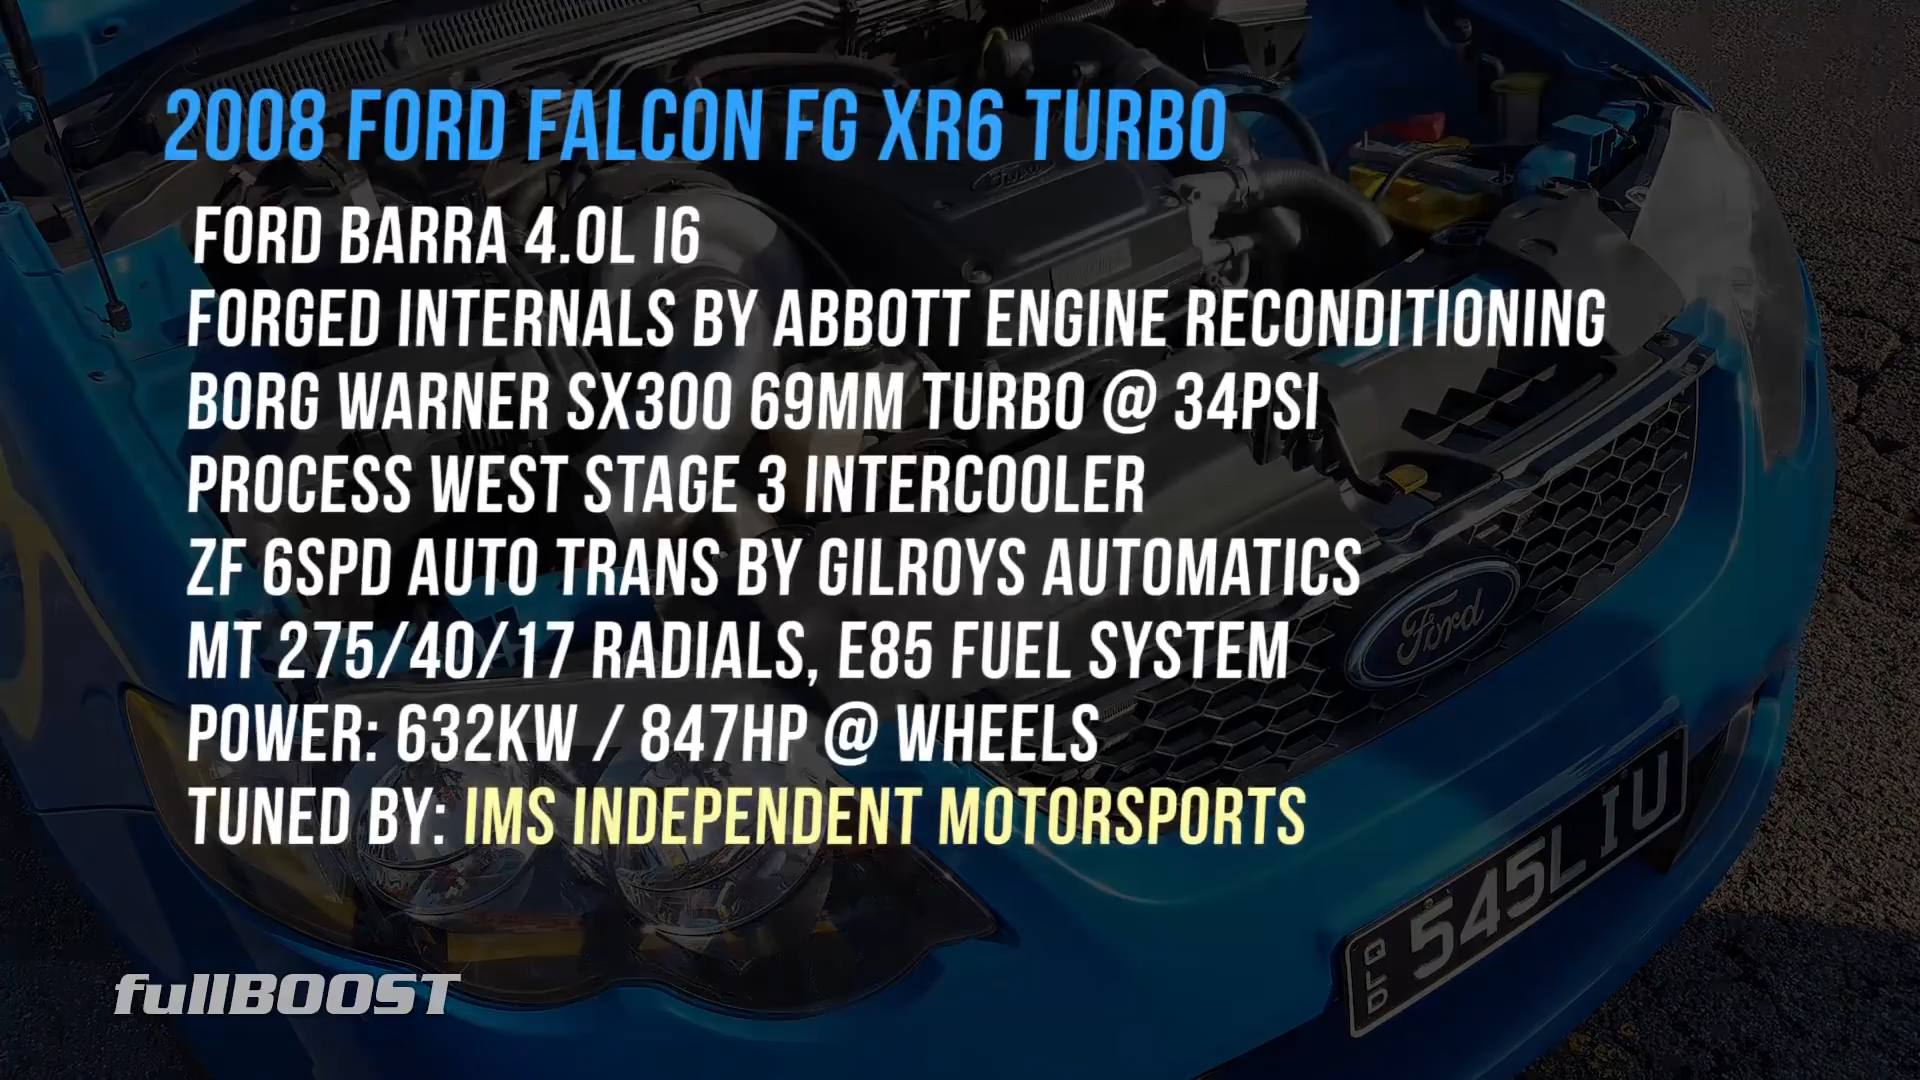 2008 FORD FALCON FG XR6 TURBO
FORD BARRA 4.0L I6
FORGED INTERNALS BY ABBOTT ENGINE RECONDITIONING
BORG WARNER SX300 69MM TURBO @ 34PSI
PROCESS WEST STAGE 3 INTERCOOLER
ZF 6SPD AUTO TRANS BY GILROYS AUTOMATICS
MT 275/40/17 RADIALS, E85 FUEL SYSTEM
POWER: 632KW / 847HP @ WHEELS
TUNED BY: IMS INDEPENDENT MOTORSPORTS
Ford
QLD 545LIU
fullBOOST